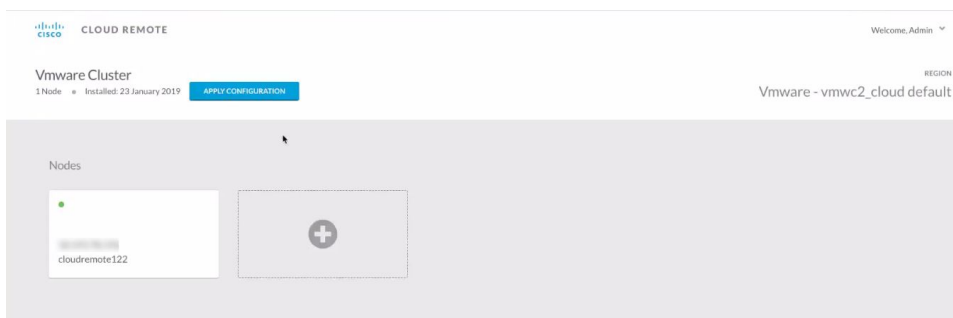 cisco CLOUD REMOTE
Welcome, Admin
Vmware Cluster
1 Node Installed: 23 January 2019 APPLY CONFIGURATION
REGION
Vmware - vmwc2_cloud default
Nodes
cloudremote122